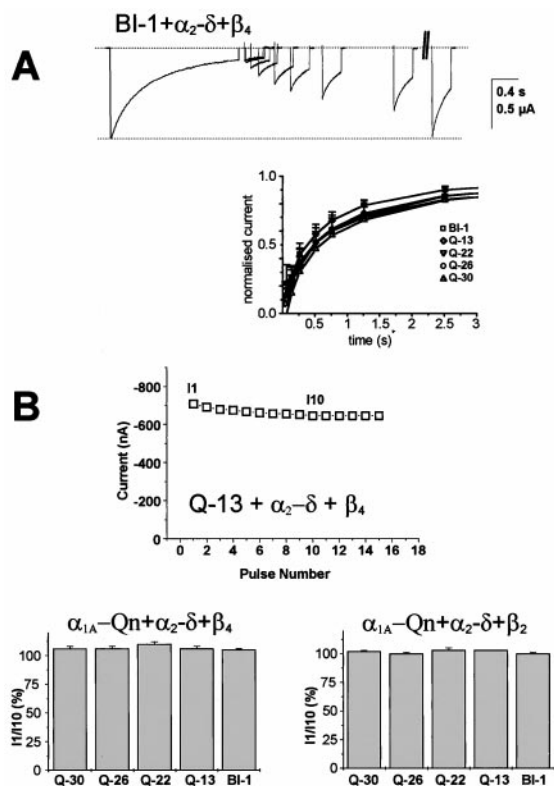 BI-1+α₂-δ+β₄
A
0.4 s
0.5 µA
normalised current
1.0
0.5
0.0
BI-1
Q-13
Q-22
Q-26
Q-30
0.5 1 1.5 2 2.5 3
time (s)
B
Current (nA)
-800
-600
-400
-200
0
I1
I10
Q-13 + α₂–δ + β₄
0 2 4 6 8 10 12 14 16 18
Pulse Number
α₁A–Qn+α₂-δ+β₄
I1/I10 (%)
100
75
50
25
0
Q-30 Q-26 Q-22 Q-13 BI-1
α₁A–Qn+α₂-δ+β₂
I1/I10 (%)
100
75
50
25
0
Q-30 Q-26 Q-22 Q-13 BI-1